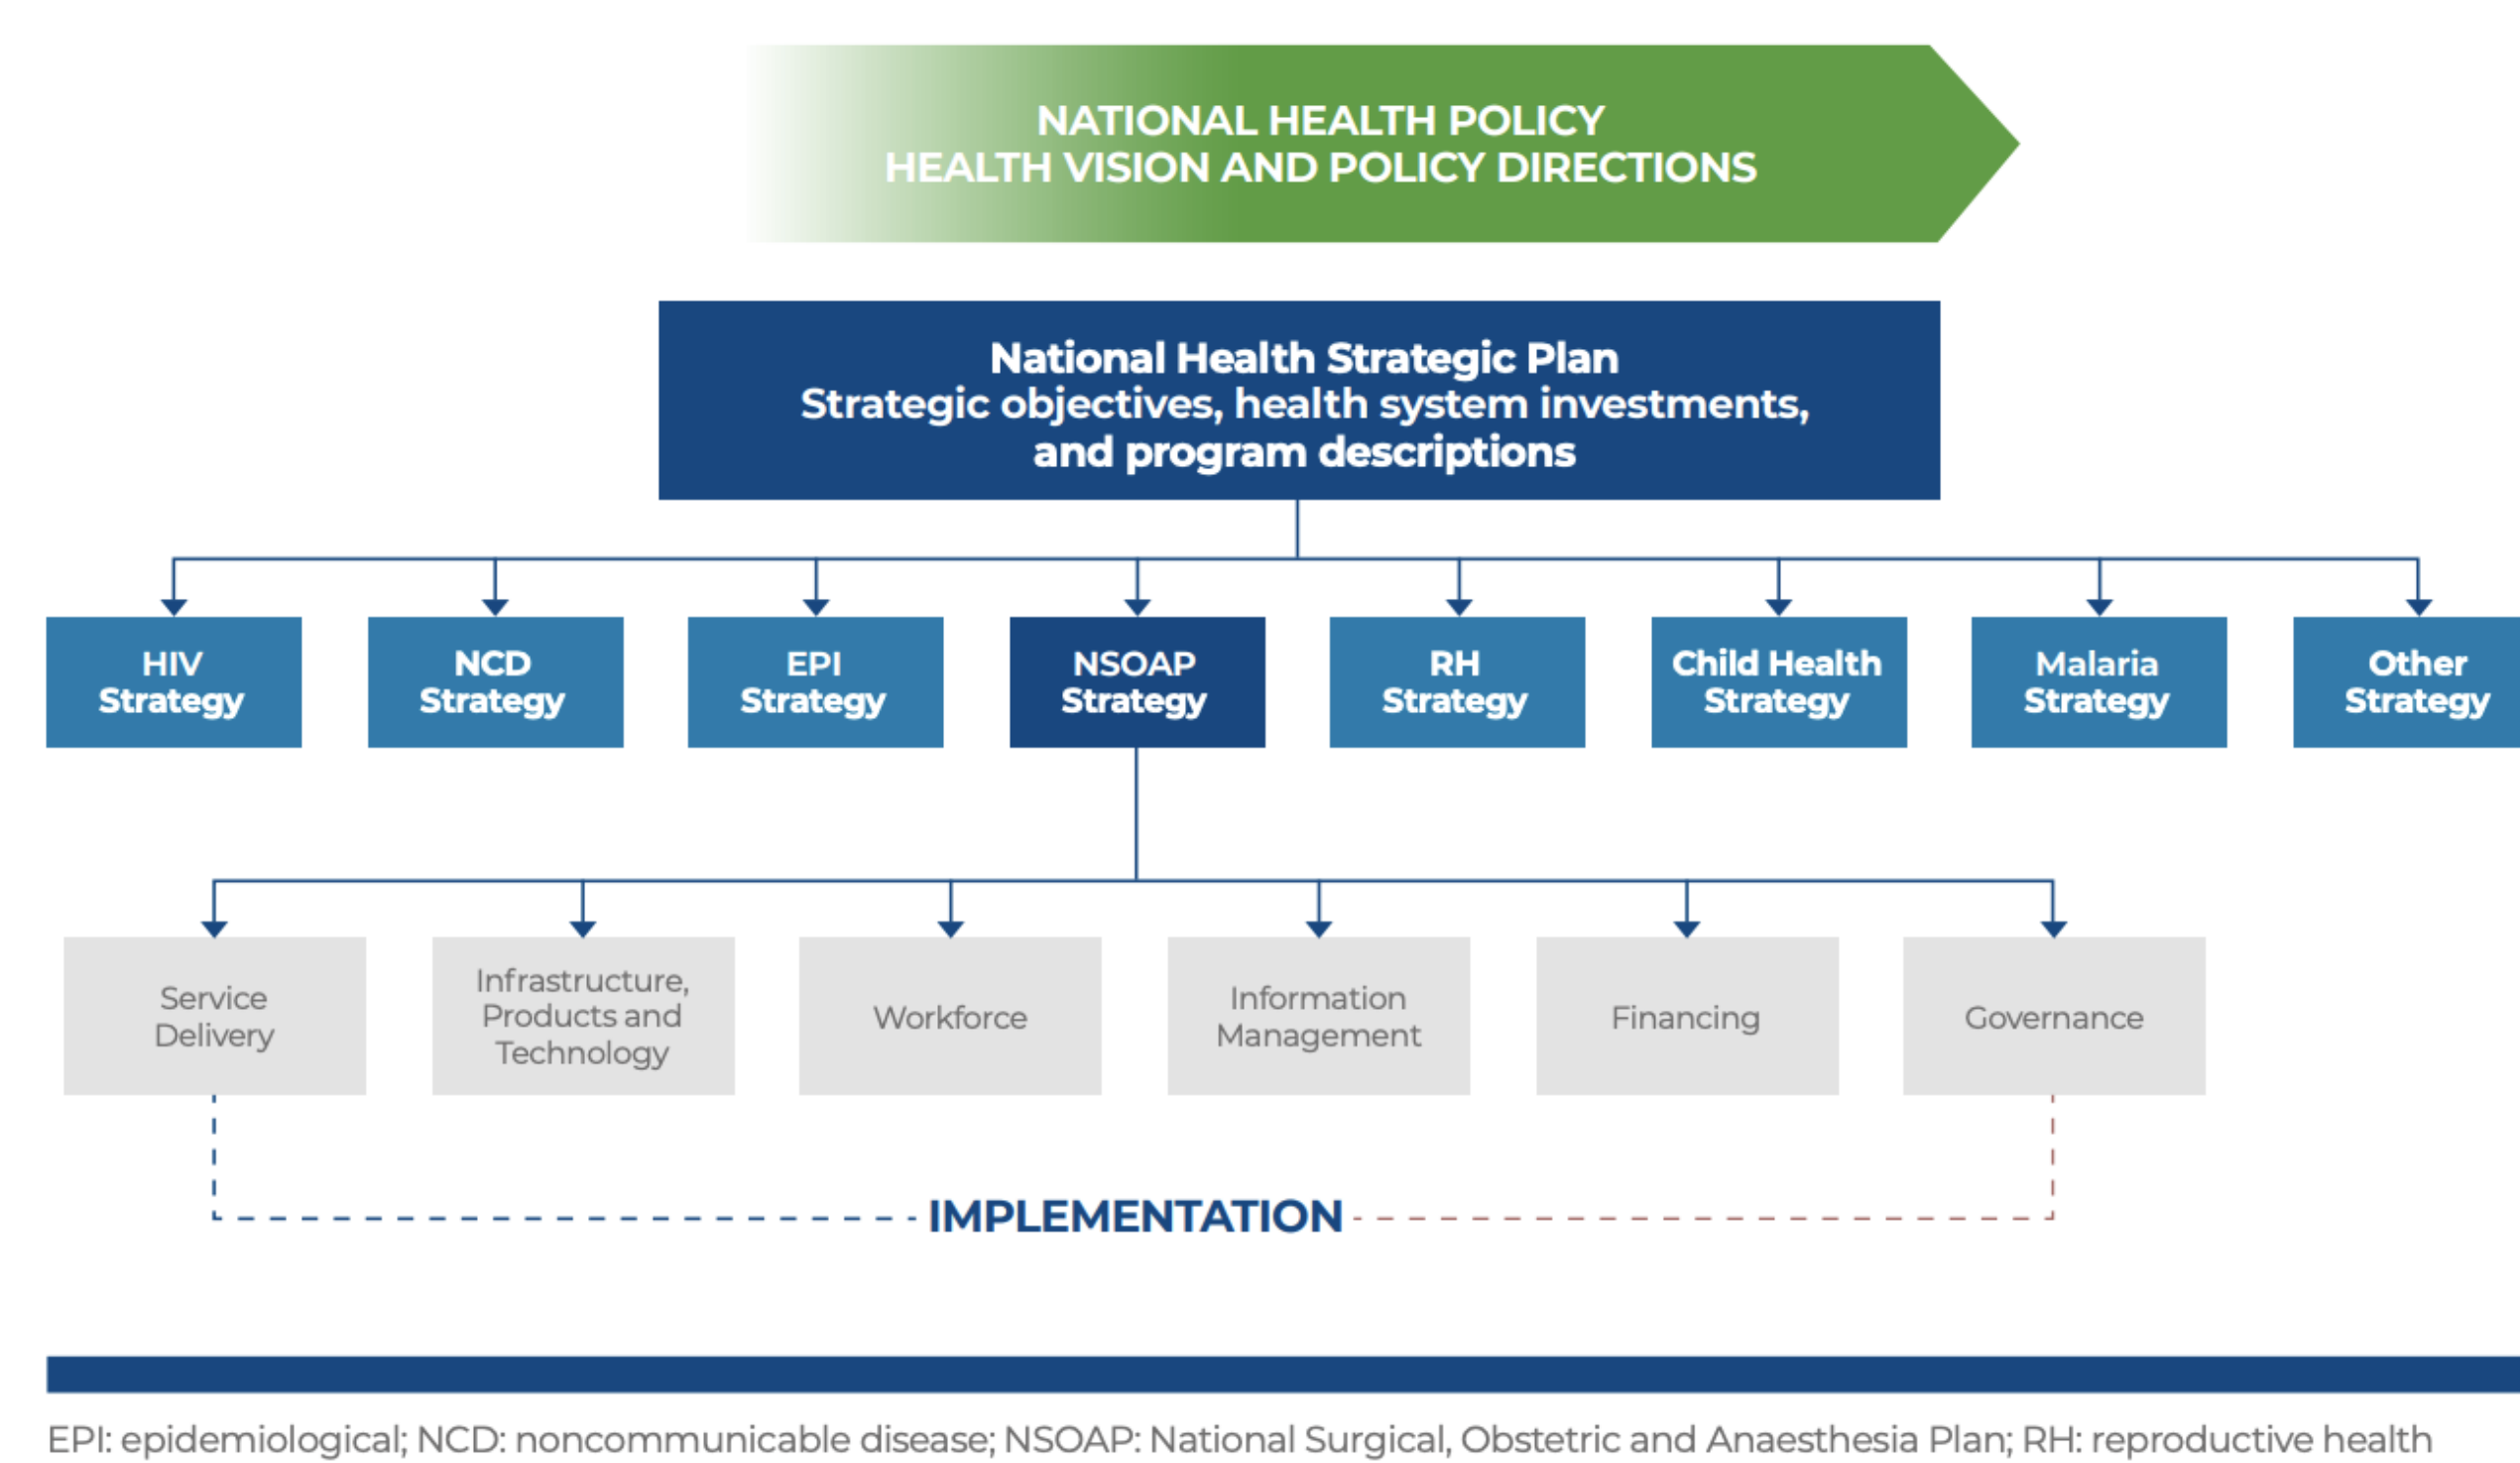 NATIONAL HEALTH POLICY
HEALTH VISION AND POLICY DIRECTIONS
National Health Strategic Plan
Strategic objectives, health system investments,
and program descriptions
HIV
Strategy
NCD
Strategy
EPI
Strategy
NSOAP
Strategy
RH
Strategy
Child Health
Strategy
Malaria
Strategy
Other
Strategy
Service
Delivery
Infrastructure,
Products and
Technology
Workforce
Information
Management
Financing
Governance
IMPLEMENTATION
EPI: epidemiological; NCD: noncommunicable disease; NSOAP: National Surgical, Obstetric and Anaesthesia Plan; RH: reproductive health